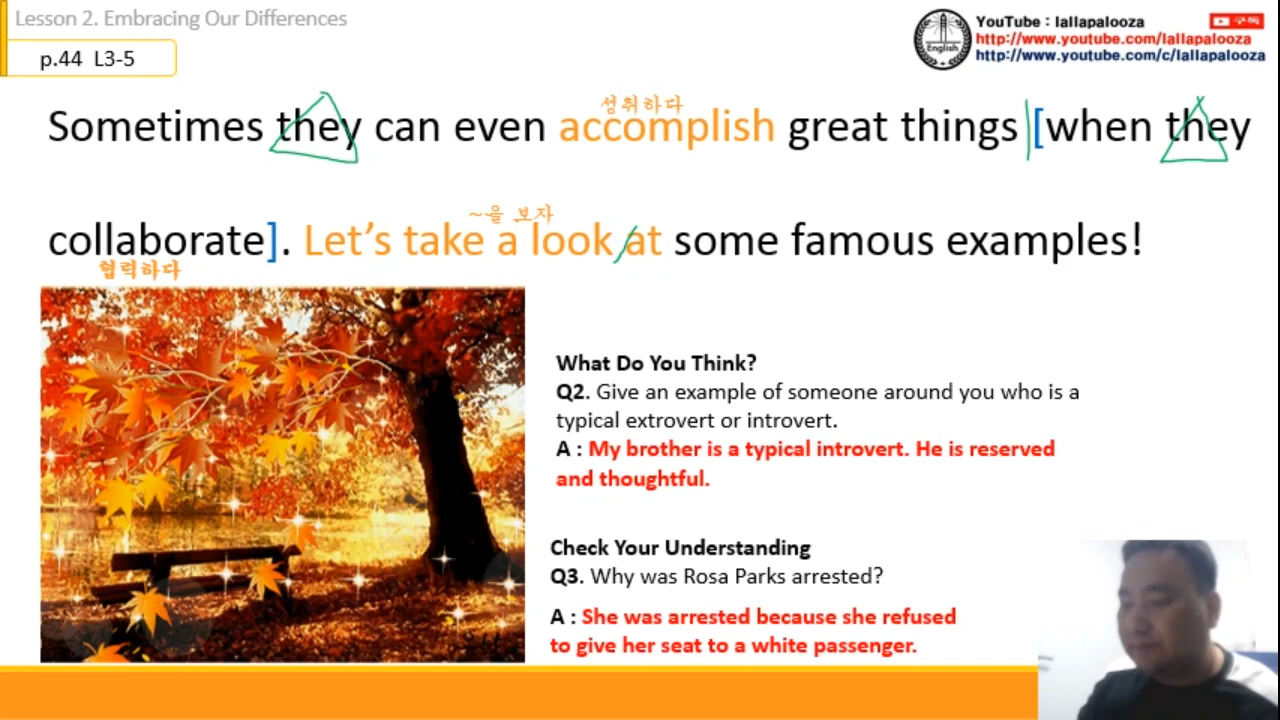 Lesson 2. Embracing Our Differences
p.44 L3-5
English
YouTube : lallapalooza
구독
http://www.youtube.com/lallapalooza
http://www.youtube.com/c/lallapalooza
성취하다
Sometimes they can even accomplish great things [when they
~을 보자
collaborate]. Let's take a look at some famous examples!
협력하다
What Do You Think?
Q2. Give an example of someone around you who is a
typical extrovert or introvert.
A : My brother is a typical introvert. He is reserved
and thoughtful.
Check Your Understanding
Q3. Why was Rosa Parks arrested?
A : She was arrested because she refused
to give her seat to a white passenger.